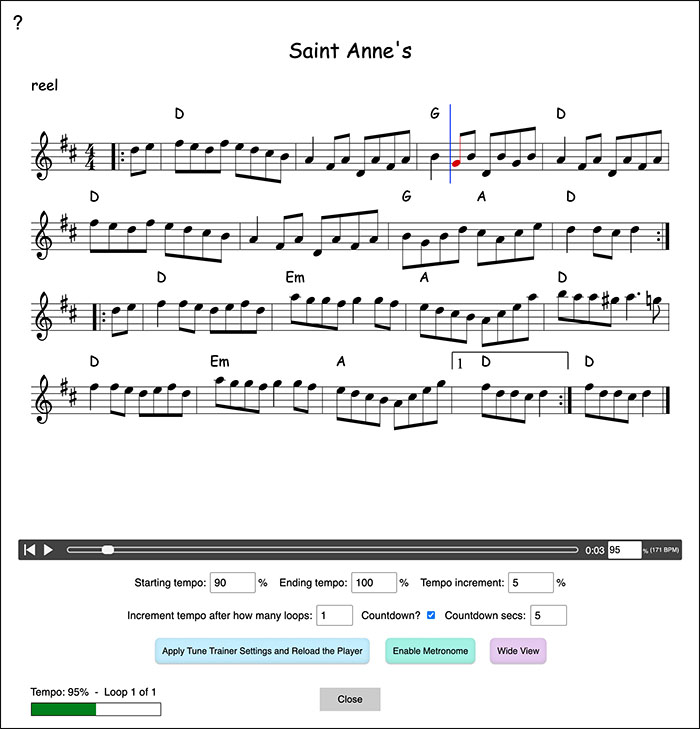 ?
Saint Anne's
reel
D G D
4
4
D G A D
D Em A D
D Em A 1 D D
0:03 95 % (171 BPM)
Starting tempo: 90 % Ending tempo: 100 % Tempo increment: 5 %
Increment tempo after how many loops: 1 Countdown? Countdown secs: 5
Apply Tune Trainer Settings and Reload the Player Enable Metronome Wide View
Tempo: 95% - Loop 1 of 1
Close